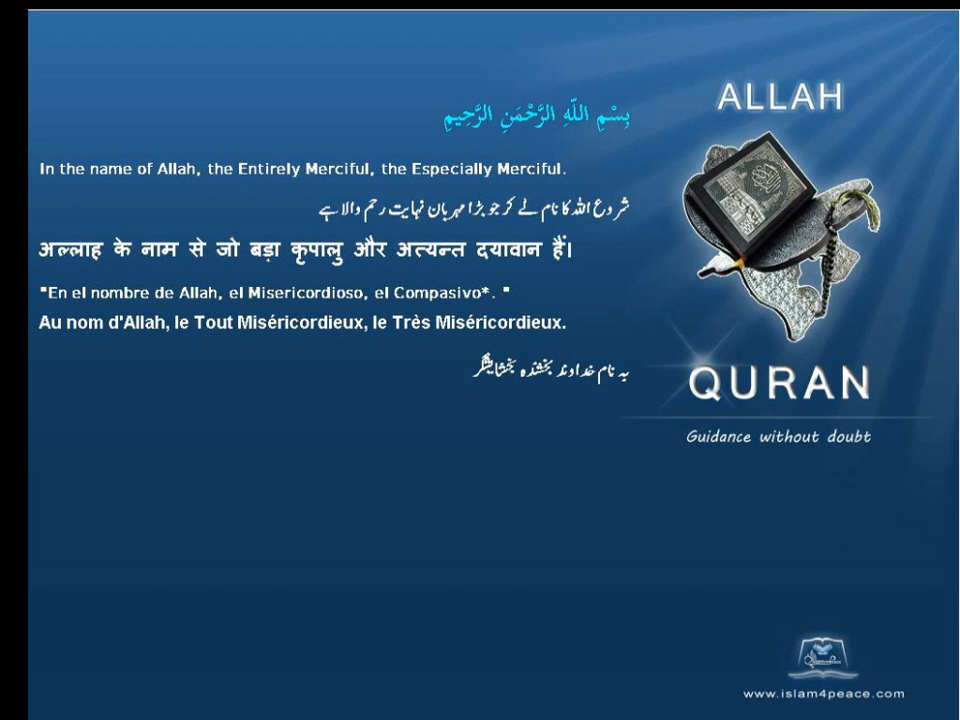 بِسْمِ اللَّهِ الرَّحْمَنِ الرَّحِيمِ
In the name of Allah, the Entirely Merciful, the Especially Merciful.
شروع اللہ کا نام لے کر جو بڑا مہربان نہایت رحم والا ہے
अल्लाह के नाम से जो बड़ा कृपालु और अत्यन्त दयावान हैं।
"En el nombre de Allah, el Misericordioso, el Compasivo*. "
Au nom d'Allah, le Tout Miséricordieux, le Très Miséricordieux.
به نام خداوند بخشنده بخشایشگر
ALLAH
QURAN
Guidance without doubt
www.islam4peace.com